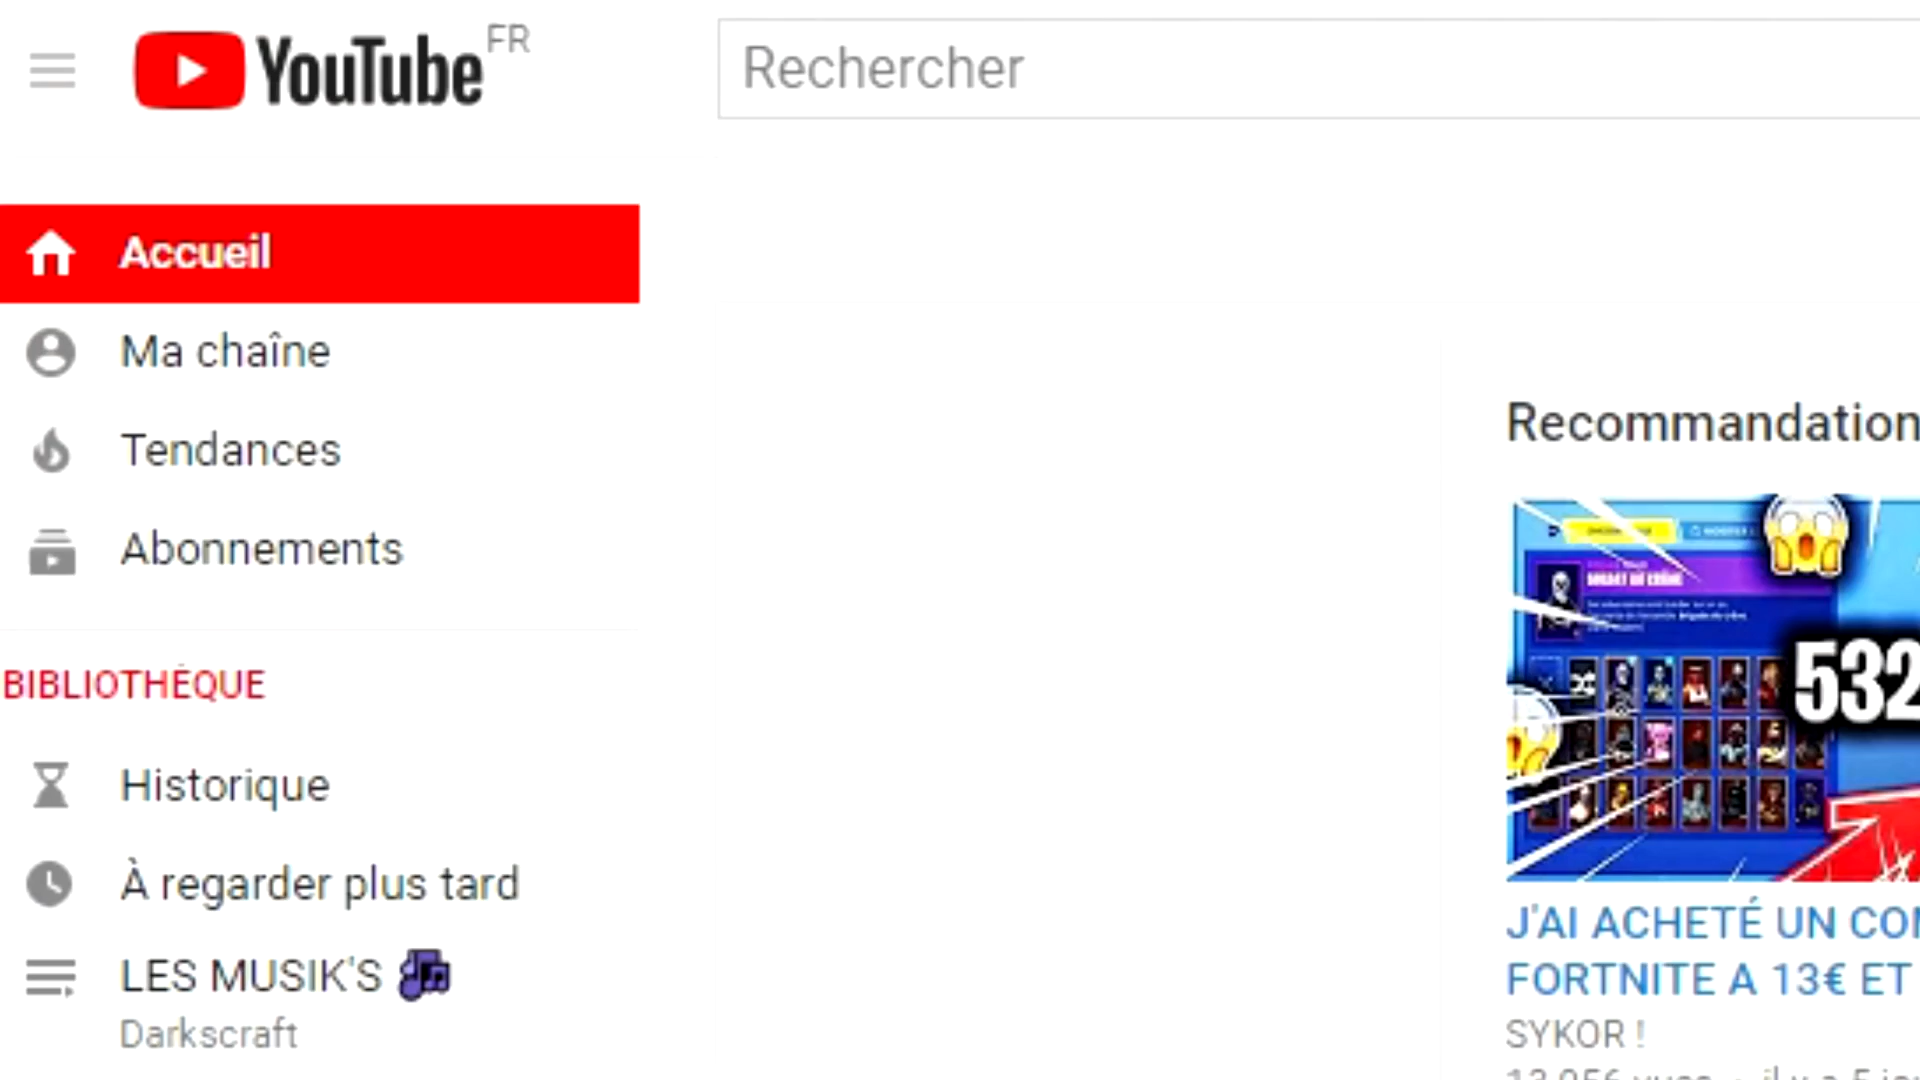 YouTube FR
Rechercher
Accueil
Ma chaîne
Tendances
Abonnements
BIBLIOTHÈQUE
Historique
À regarder plus tard
LES MUSIK'S
Darkscraft
Recommandation
532
J'AI ACHETÉ UN CO
FORTNITE A 13€ ET
SYKOR !